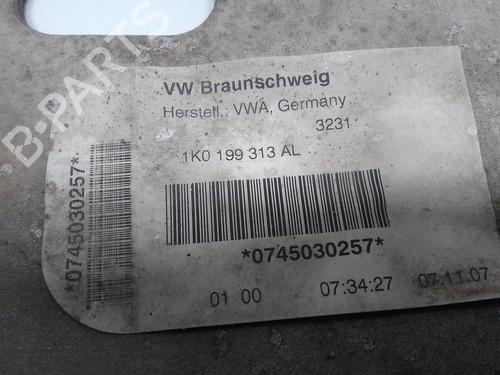 B-PARTS
VW Braunschweig
Herstell.: VWA, Germany
3231
1K0 199 313 AL
*0745030257*
*0745030257*
01 00 07:34:27 07.11.07